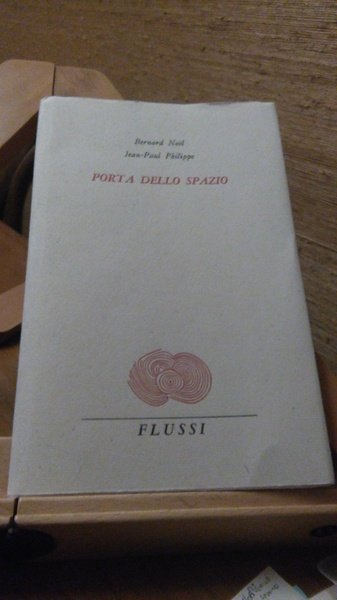 Bernard Noël
Jean-Paul Philippe
PORTA DELLO SPAZIO
FLUSSI